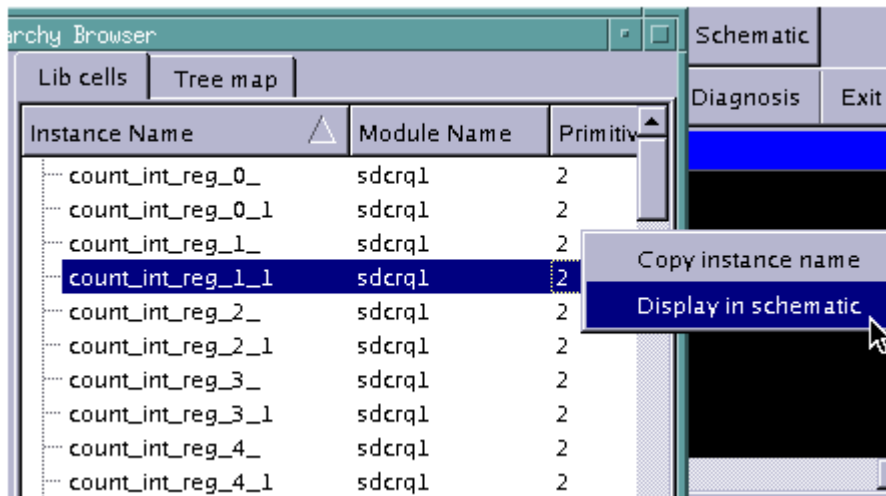 archy Browser
Schematic
Lib cells
Tree map
Diagnosis
Exit
Instance Name
Module Name
Primitiv
count_int_reg_0_ sdcrq1 2
count_int_reg_0_1 sdcrq1 2
count_int_reg_1_ sdcrq1 2
count_int_reg_1_1 sdcrq1 2
count_int_reg_2_ sdcrq1 2
count_int_reg_2_1 sdcrq1 2
count_int_reg_3_ sdcrq1 2
count_int_reg_3_1 sdcrq1 2
count_int_reg_4_ sdcrq1 2
count_int_reg_4_1 sdcrq1 2
Copy instance name
Display in schematic